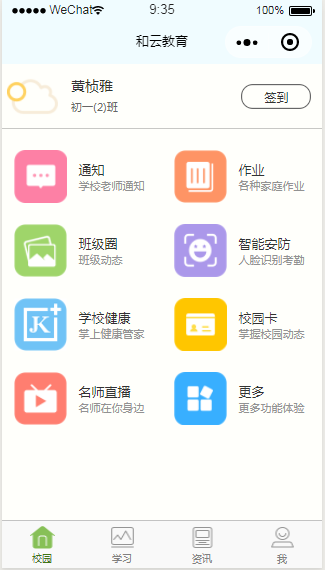 WeChat 9:35 100%
和云教育
黄桢雅
初一(2)班
签到
通知
学校老师通知
作业
各种家庭作业
班级圈
班级动态
智能安防
人脸识别考勤
学校健康
掌上健康管家
校园卡
掌握校园动态
名师直播
名师在你身边
更多
更多功能体验
校园 学习 资讯 我